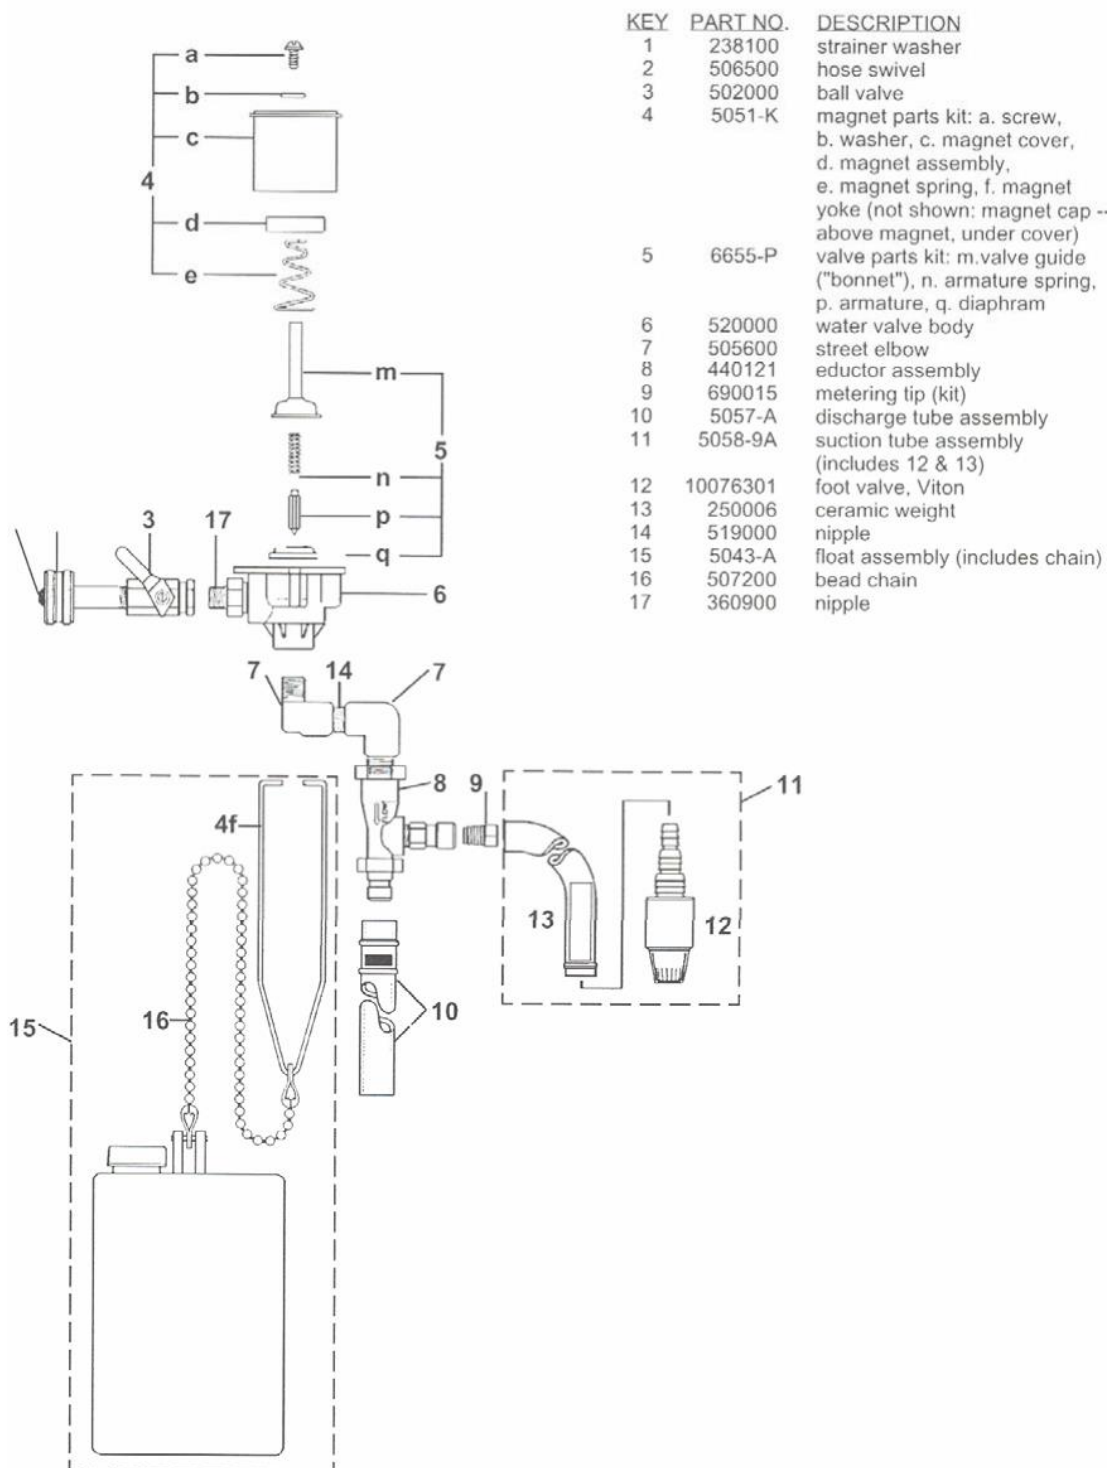 KEY PART NO. DESCRIPTION
1 238100 strainer washer
2 506500 hose swivel
3 502000 ball valve
4 5051-K magnet parts kit: a. screw,
b. washer, c. magnet cover,
d. magnet assembly,
e. magnet spring, f. magnet
yoke (not shown: magnet cap --
above magnet, under cover)
5 6655-P valve parts kit: m.valve guide
("bonnet"), n. armature spring,
p. armature, q. diaphram
6 520000 water valve body
7 505600 street elbow
8 440121 eductor assembly
9 690015 metering tip (kit)
10 5057-A discharge tube assembly
11 5058-9A suction tube assembly
(includes 12 & 13)
12 10076301 foot valve, Viton
13 250006 ceramic weight
14 519000 nipple
15 5043-A float assembly (includes chain)
16 507200 bead chain
17 360900 nipple
a
b
c
4
d
e
m
5
n
p
q
3 17
6
7 14 7
8 9 11
4f
FLOW
13 12
10
16
15